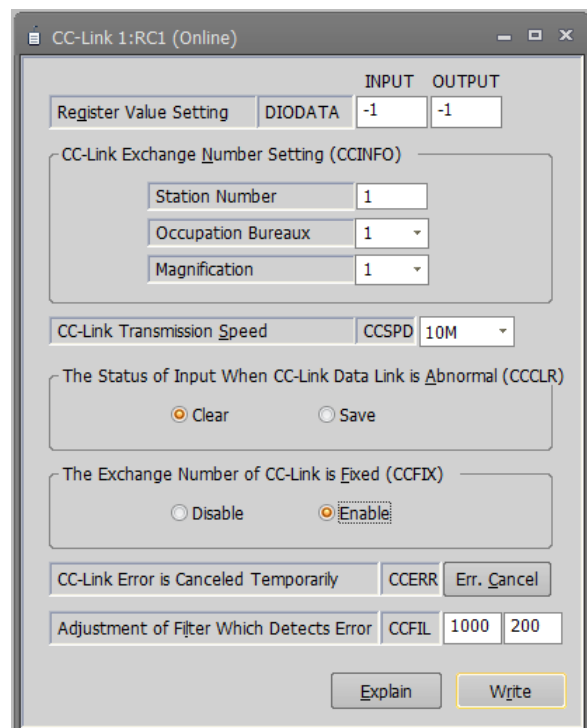 CC-Link 1:RC1 (Online)
INPUT OUTPUT
Register Value Setting DIODATA -1 -1
CC-Link Exchange Number Setting (CCINFO)
Station Number 1
Occupation Bureaux 1
Magnification 1
CC-Link Transmission Speed CCSPD 10M
The Status of Input When CC-Link Data Link is Abnormal (CCCLR)
Clear Save
The Exchange Number of CC-Link is Fixed (CCFIX)
Disable Enable
CC-Link Error is Canceled Temporarily CCERR Err. Cancel
Adjustment of Filter Which Detects Error CCFIL 1000 200
Explain Write